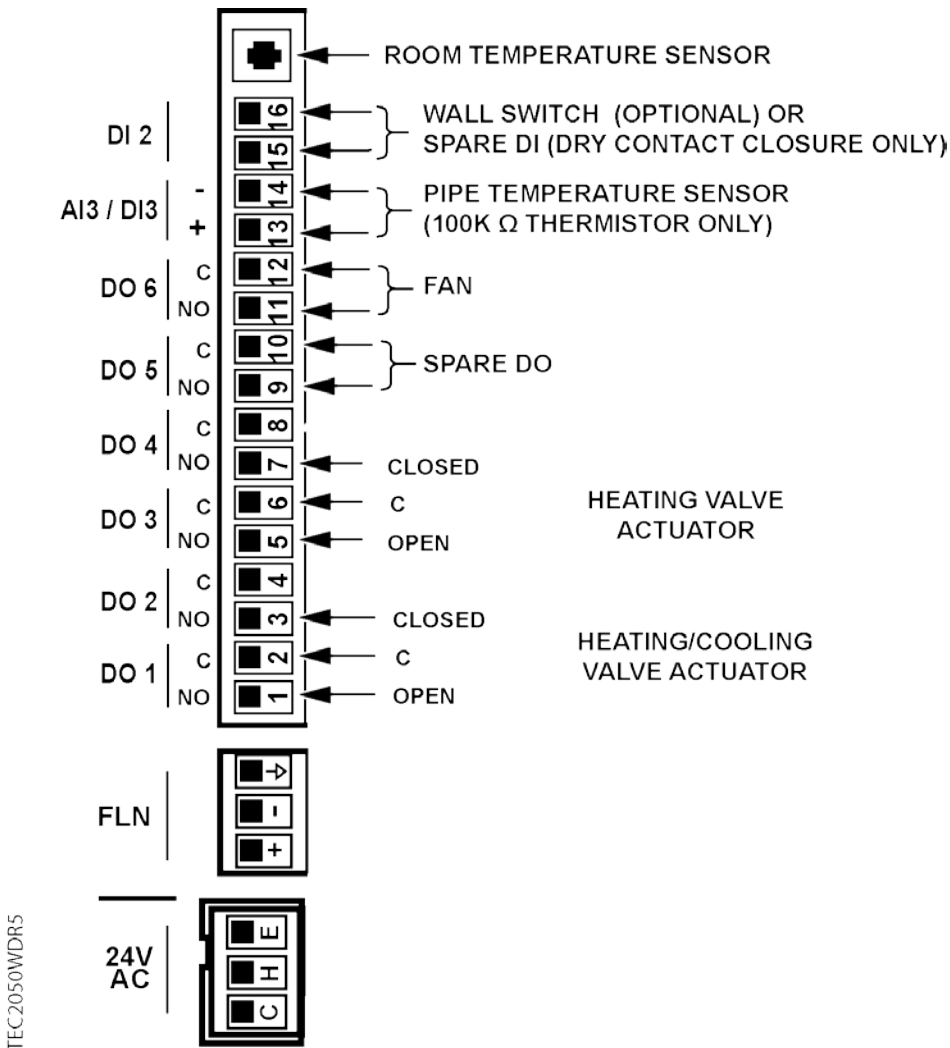 ROOM TEMPERATURE SENSOR
DI 2
16
15
WALL SWITCH (OPTIONAL) OR
SPARE DI (DRY CONTACT CLOSURE ONLY)
AI3 / DI3
-
+
14
13
PIPE TEMPERATURE SENSOR
(100K Ω THERMISTOR ONLY)
DO 6
C
NO
12
11
FAN
DO 5
C
NO
10
9
SPARE DO
DO 4
C
NO
8
7
CLOSED
DO 3
C
NO
6
5
C
OPEN
HEATING VALVE
ACTUATOR
DO 2
C
NO
4
3
CLOSED
DO 1
C
NO
2
1
C
OPEN
HEATING/COOLING
VALVE ACTUATOR
FLN
-
+
24V
AC
E
H
C
TEC2050WDR5